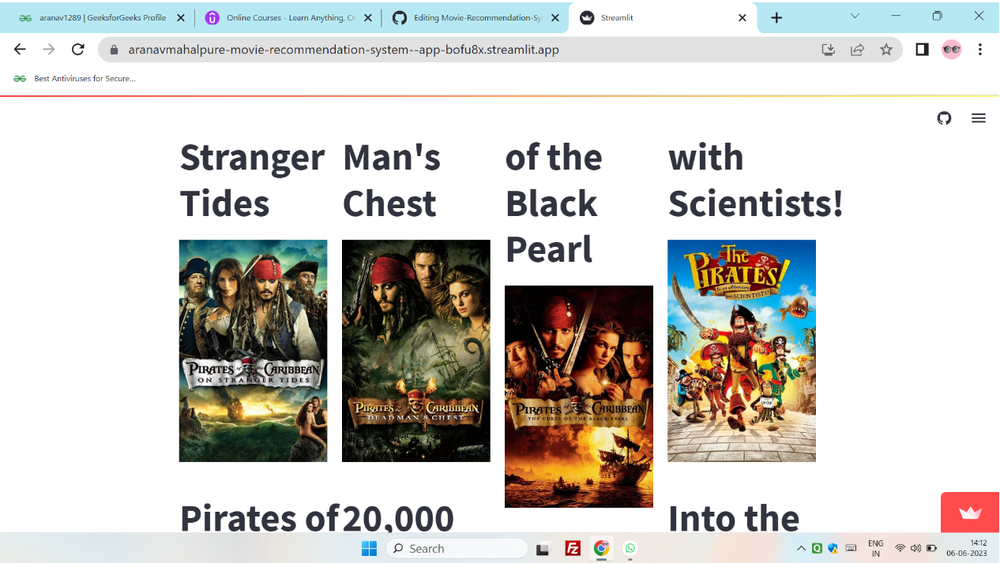 aranav1289 | GeeksforGeeks Profile
Online Courses - Learn Anything, On
Editing Movie-Recommendation-Sy
Streamlit
aranavmahalpure-movie-recommendation-system--app-bofu8x.streamlit.app
Best Antiviruses for Secure...
Stranger
Tides
Man's
Chest
of the
Black
Pearl
with
Scientists!
PIRATES of the CARIBBEAN
ON STRANGER TIDES
PIRATES of the CARIBBEAN
DEAD MAN'S CHEST
PIRATES of the CARIBBEAN
THE CURSE OF THE BLACK PEARL
The
PIRATES!
In an Adventure
with SCIENTISTS!
Pirates of
20,000
Into the
Search
ENG
IN
14:12
06-06-2023